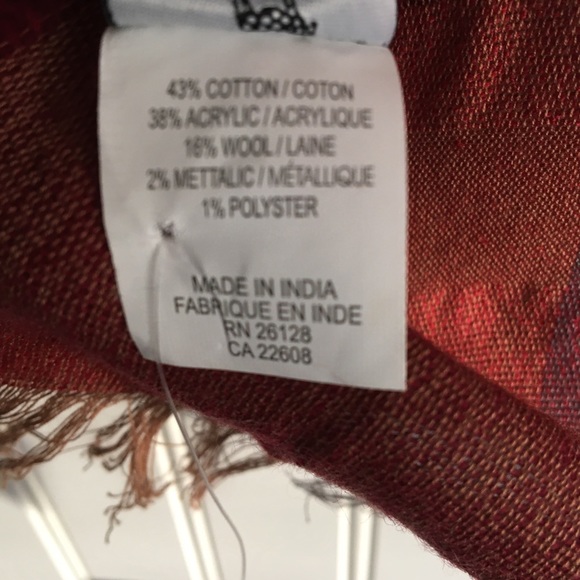 43% COTTON / COTON
38% ACRYLIC / ACRYLIQUE
16% WOOL / LAINE
2% METTALIC / MÉTALLIQUE
1% POLYSTER
MADE IN INDIA
FABRIQUE EN INDE
RN 26128
CA 22608